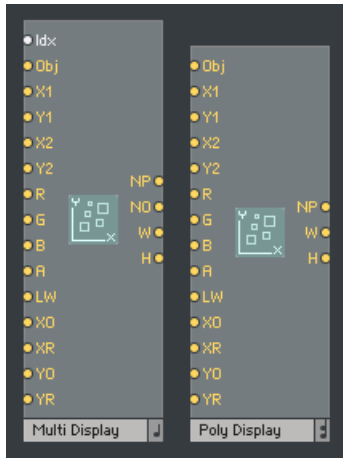 Idx
Obj
X1
Y1
X2
Y2
R
G
B
A
LW
XO
XR
YO
YR
NP
NO
W
H
Y
X
Multi Display
Obj
X1
Y1
X2
Y2
R
G
B
A
LW
XO
XR
YO
YR
NP
W
H
Y
X
Poly Display